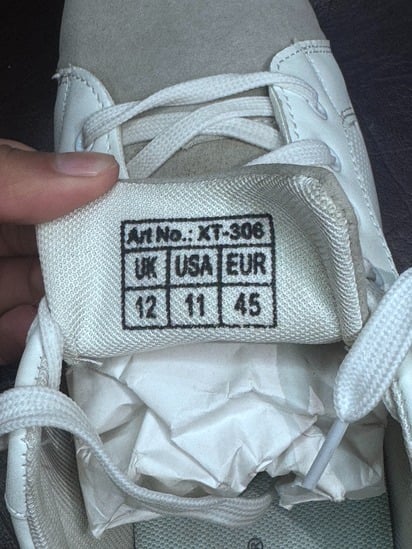 Art No.: XT-306
UK USA EUR
12 11 45
®